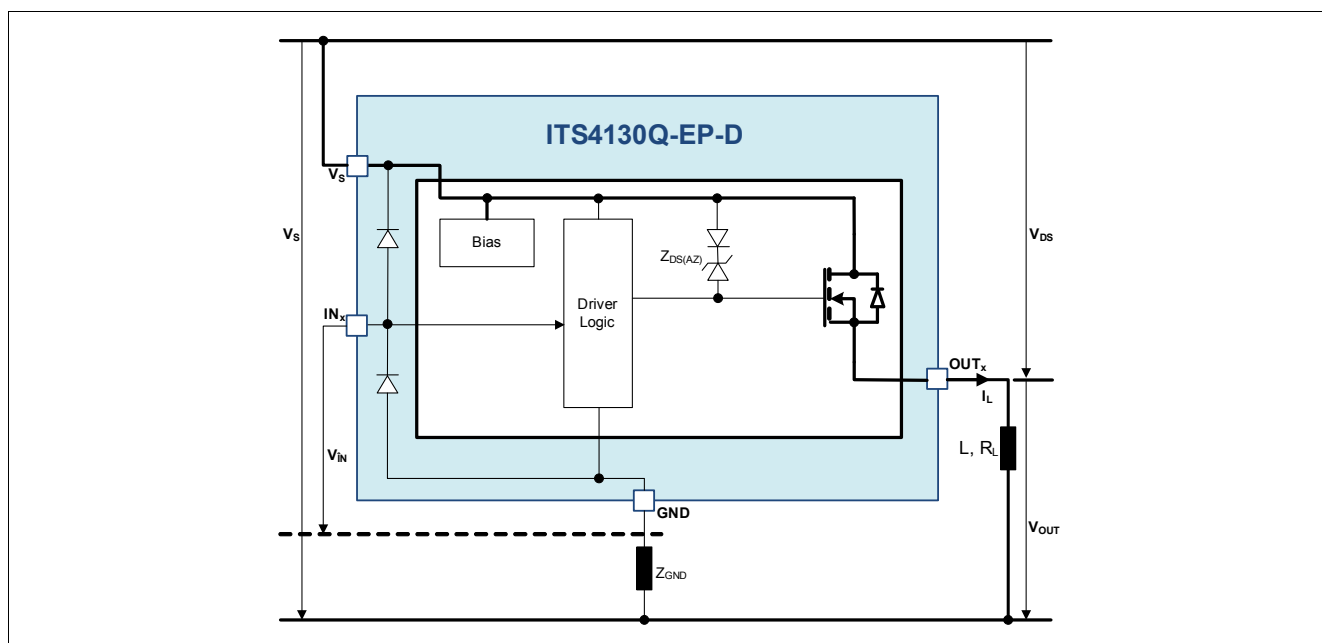 ITS4130Q-EP-D
VS
VS
VDS
Bias
ZDS(AZ)
INx
Driver
Logic
OUTx
IL
L, RL
VIN
GND
VOUT
ZGND